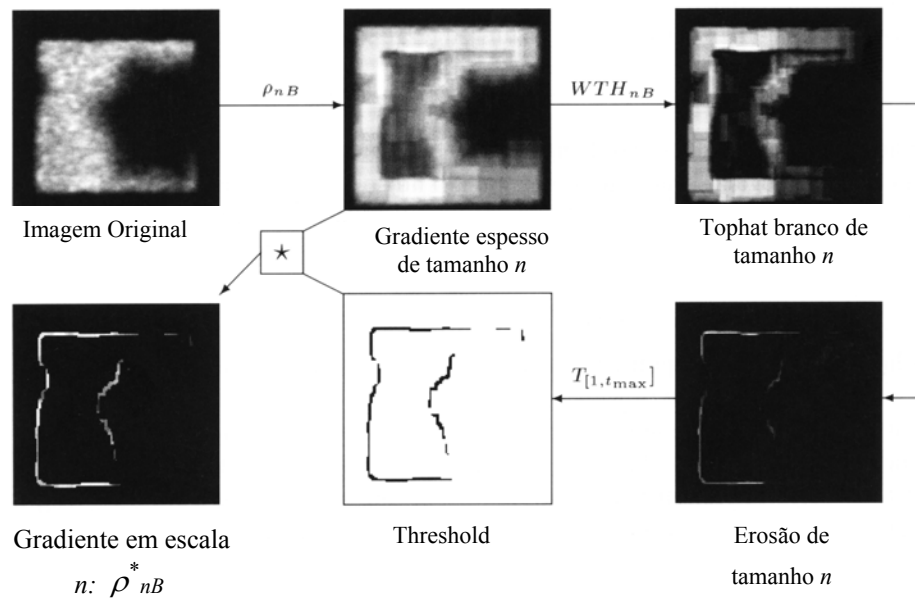 ρnB
WTHnB
Imagem Original
Gradiente espesso
de tamanho n
Tophat branco de
tamanho n
⋆
T[1,tmax]
Gradiente em escala
n: ρ*nB
Threshold
Erosão de
tamanho n